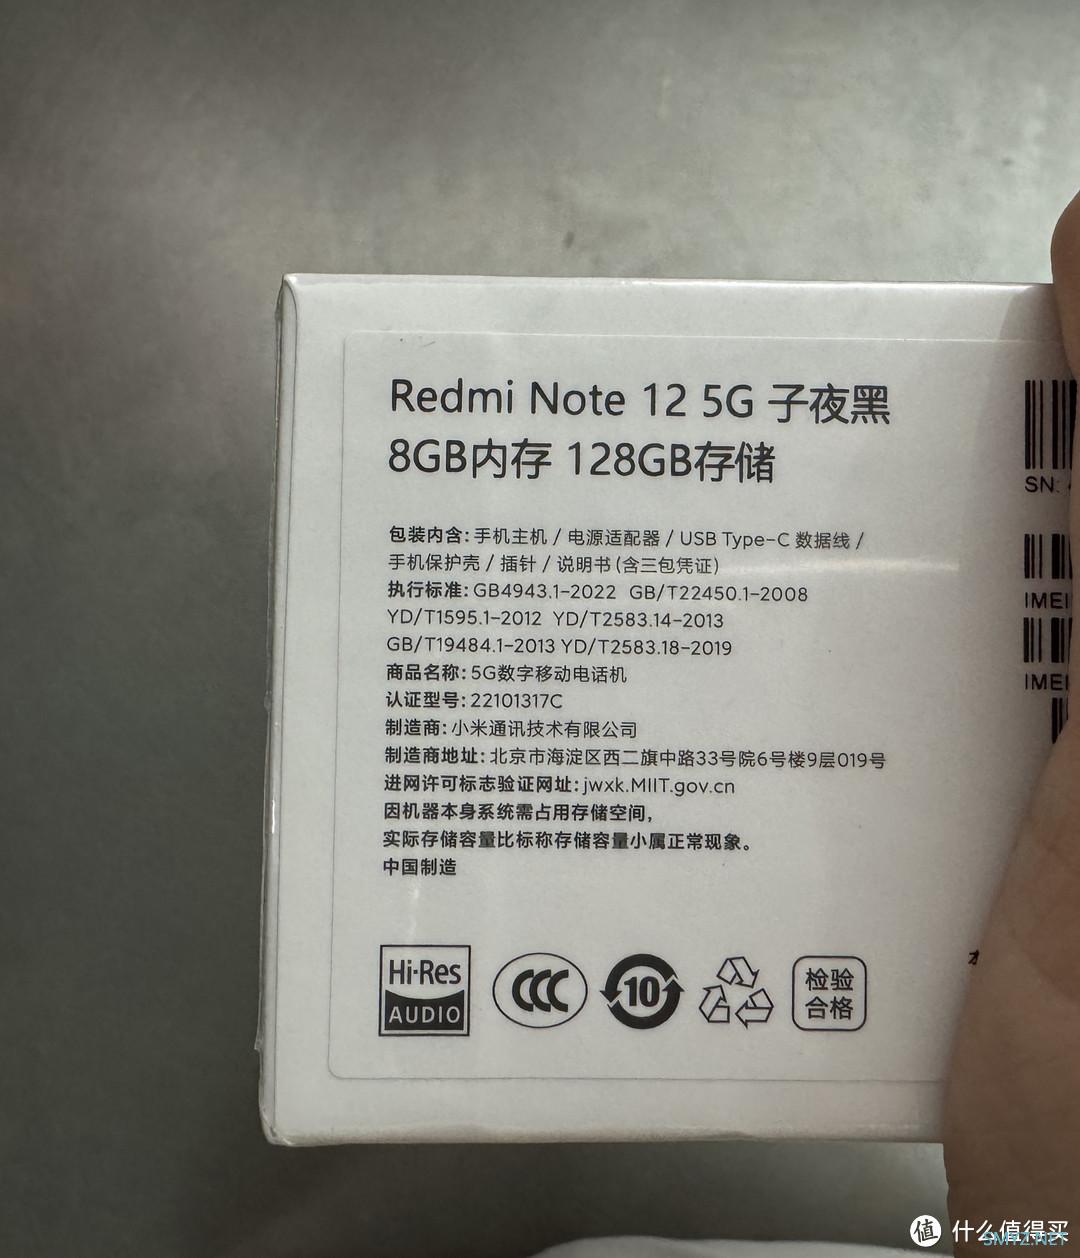 Redmi Note 12 5G 子夜黑
8GB内存 128GB存储
包装内含: 手机主机 / 电源适配器 / USB Type-C 数据线 /
手机保护壳 / 插针 / 说明书 (含三包凭证)
执行标准: GB4943.1-2022 GB/T22450.1-2008
YD/T1595.1-2012 YD/T2583.14-2013
GB/T19484.1-2013 YD/T2583.18-2019
商品名称: 5G数字移动电话机
认证型号: 22101317C
制造商: 小米通讯技术有限公司
制造商地址: 北京市海淀区西二旗中路33号院6号楼9层019号
进网许可标志验证网址: jwxk.MIIT.gov.cn
因机器本身系统需占用存储空间,
实际存储容量比标称存储容量小属正常现象。
中国制造
SN:
IMEI
IMEI
Hi-Res
AUDIO
CCC
10
检验
合格
值 什么值得买
SMYZ.NET